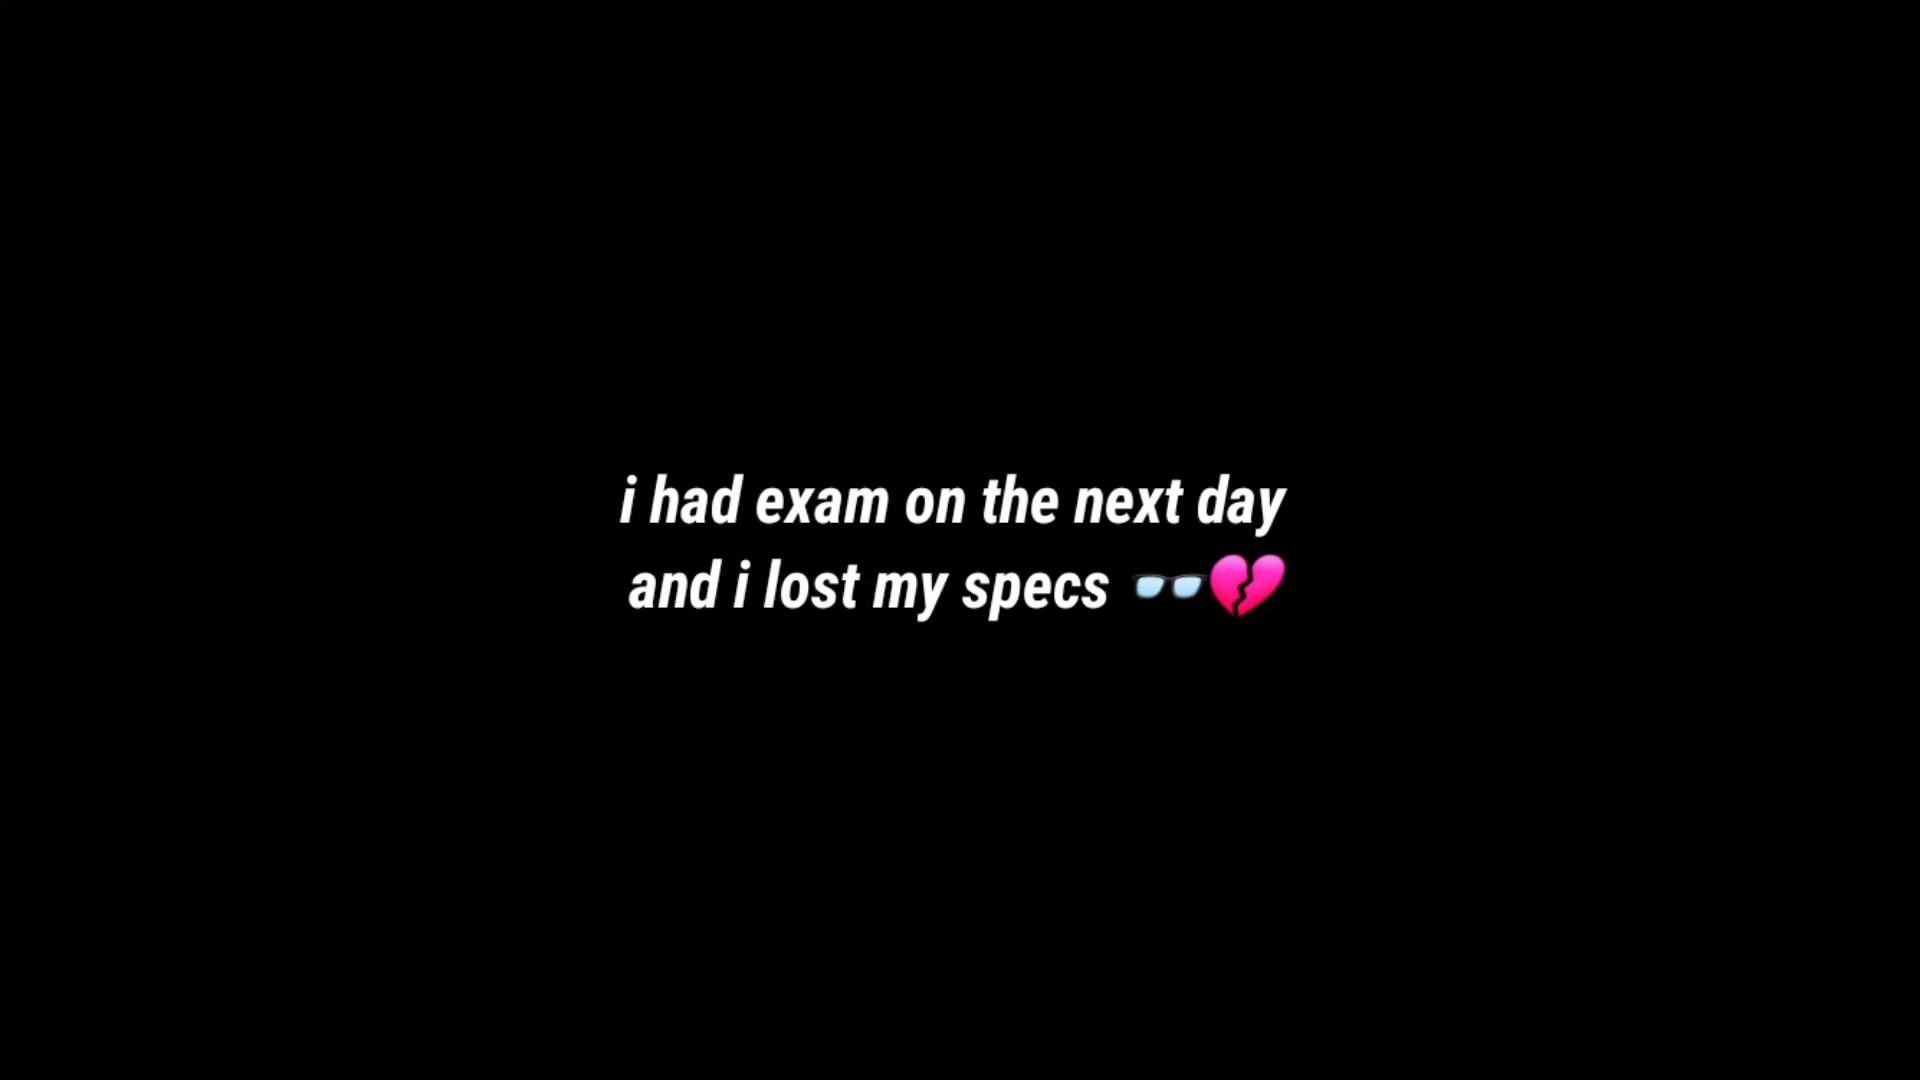 i had exam on the next day
and i lost my specs 👓💔